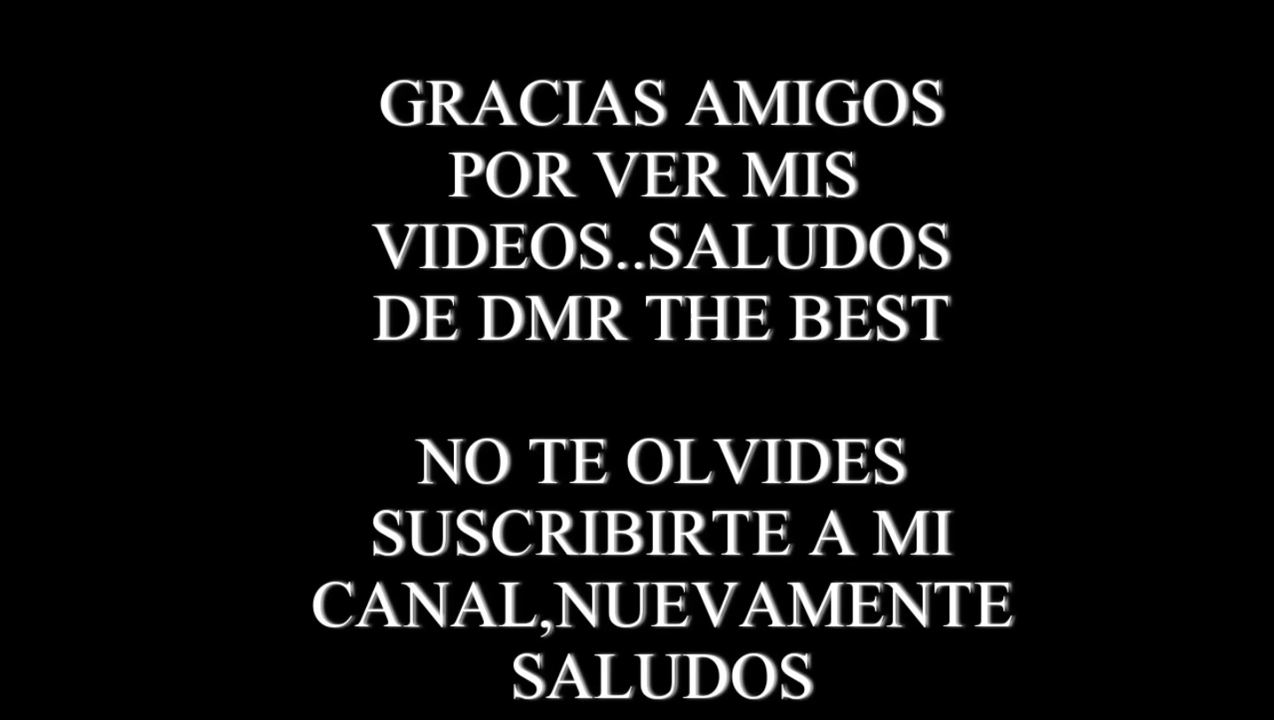 GRACIAS AMIGOS
POR VER MIS
VIDEOS..SALUDOS
DE DMR THE BEST
NO TE OLVIDES
SUSCRIBIRTE A MI
CANAL,NUEVAMENTE
SALUDOS